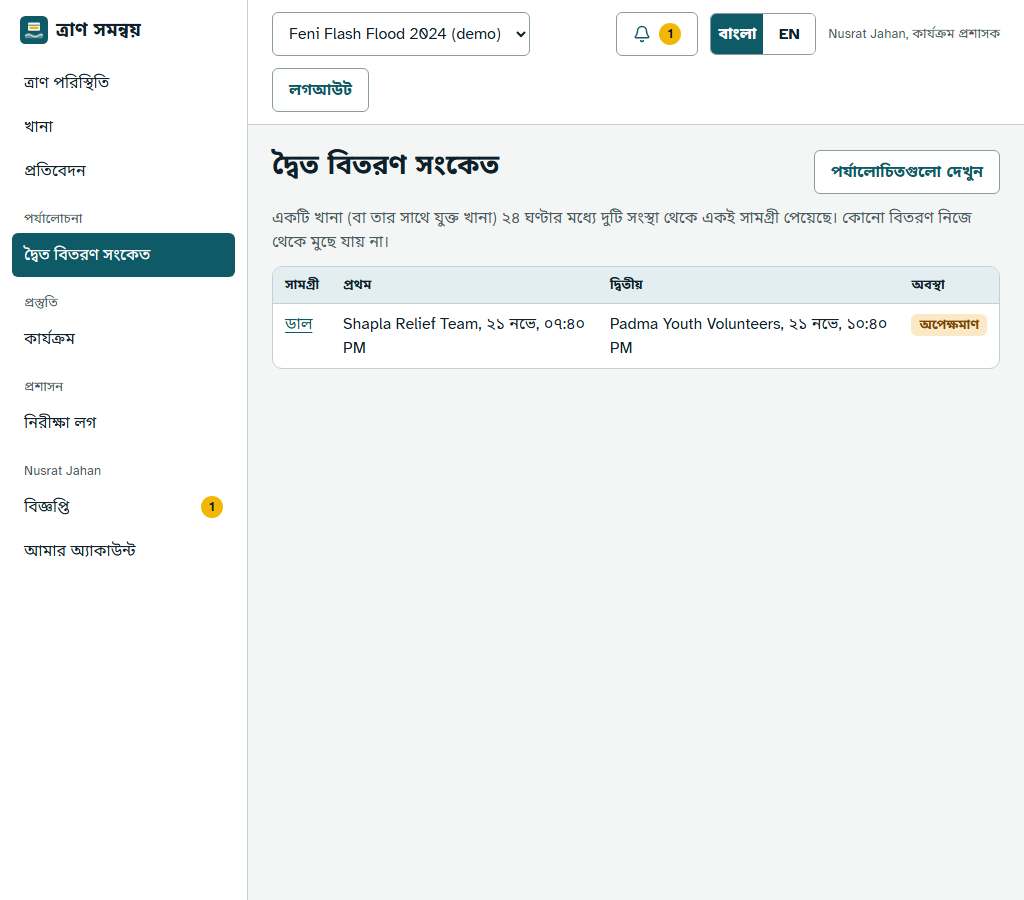 ত্রাণ সমন্বয়
ত্রাণ পরিস্থিতি
খানা
প্রতিবেদন
পর্যালোচনা
দ্বৈত বিতরণ সংকেত
প্রস্তুতি
কার্যক্রম
প্রশাসন
নিরীক্ষা লগ
Nusrat Jahan
বিজ্ঞপ্তি 1
আমার অ্যাকাউন্ট
Feni Flash Flood 2024 (demo)
1
বাংলা EN
Nusrat Jahan, কার্যক্রম প্রশাসক
লগআউট
দ্বৈত বিতরণ সংকেত
পর্যালোচিতগুলো দেখুন
একটি খানা (বা তার সাথে যুক্ত খানা) ২৪ ঘণ্টার মধ্যে দুটি সংস্থা থেকে একই সামগ্রী পেয়েছে। কোনো বিতরণ নিজে
থেকে মুছে যায় না।
সামগ্রী প্রথম দ্বিতীয় অবস্থা
ডাল Shapla Relief Team, ২১ নভে, ০৭:৪০ PM Padma Youth Volunteers, ২১ নভে, ১০:৪০ PM অপেক্ষমাণ